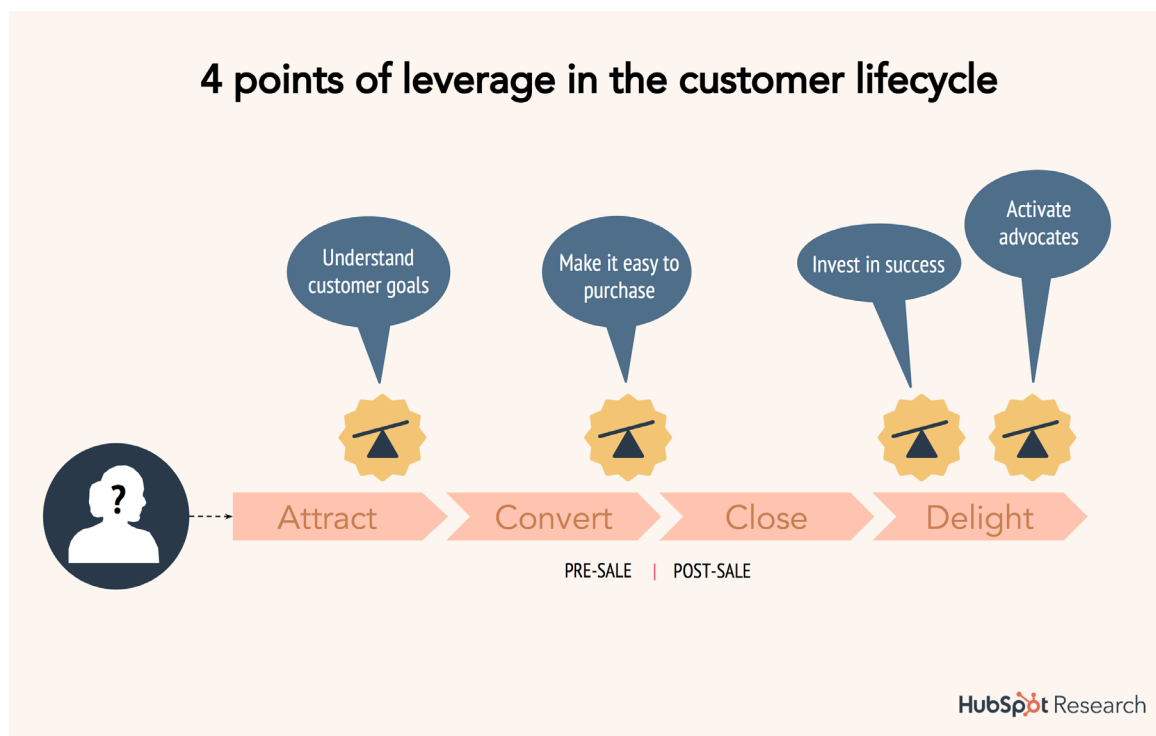 4 points of leverage in the customer lifecycle
Understand
customer goals
Make it easy to
purchase
Invest in success
Activate
advocates
?
Attract
Convert
Close
Delight
PRE-SALE | POST-SALE
HubSpot Research